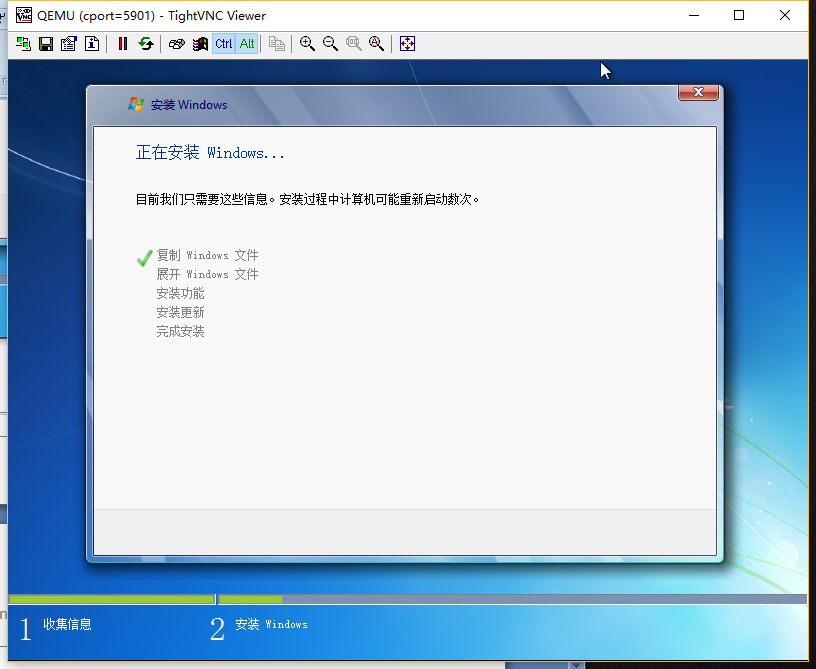 QEMU (cport=5901) - TightVNC Viewer
Ctrl Alt
安装 Windows
正在安装 Windows...
目前我们只需要这些信息。安装过程中计算机可能重新启动数次。
复制 Windows 文件
展开 Windows 文件
安装功能
安装更新
完成安装
1 收集信息
2 安装 Windows